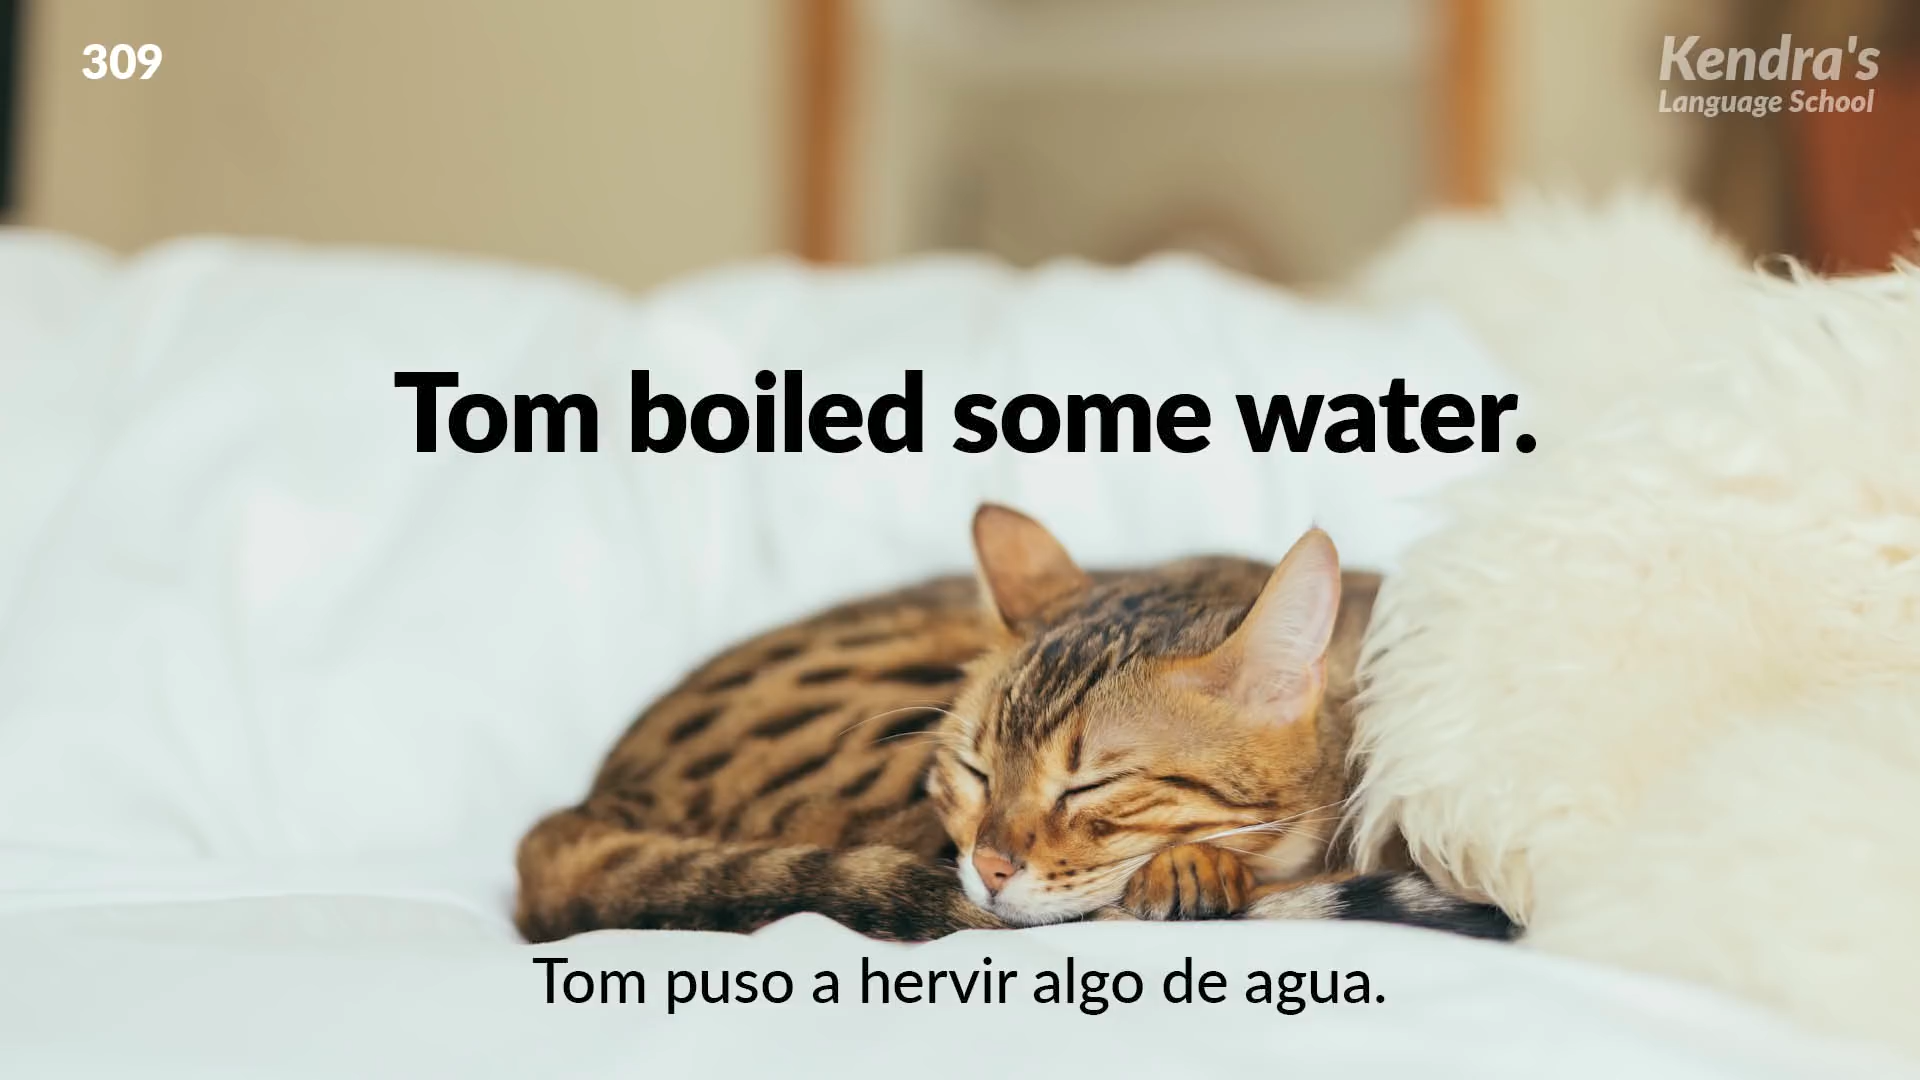 309
Kendra's
Language School
Tom boiled some water.
Tom puso a hervir algo de agua.